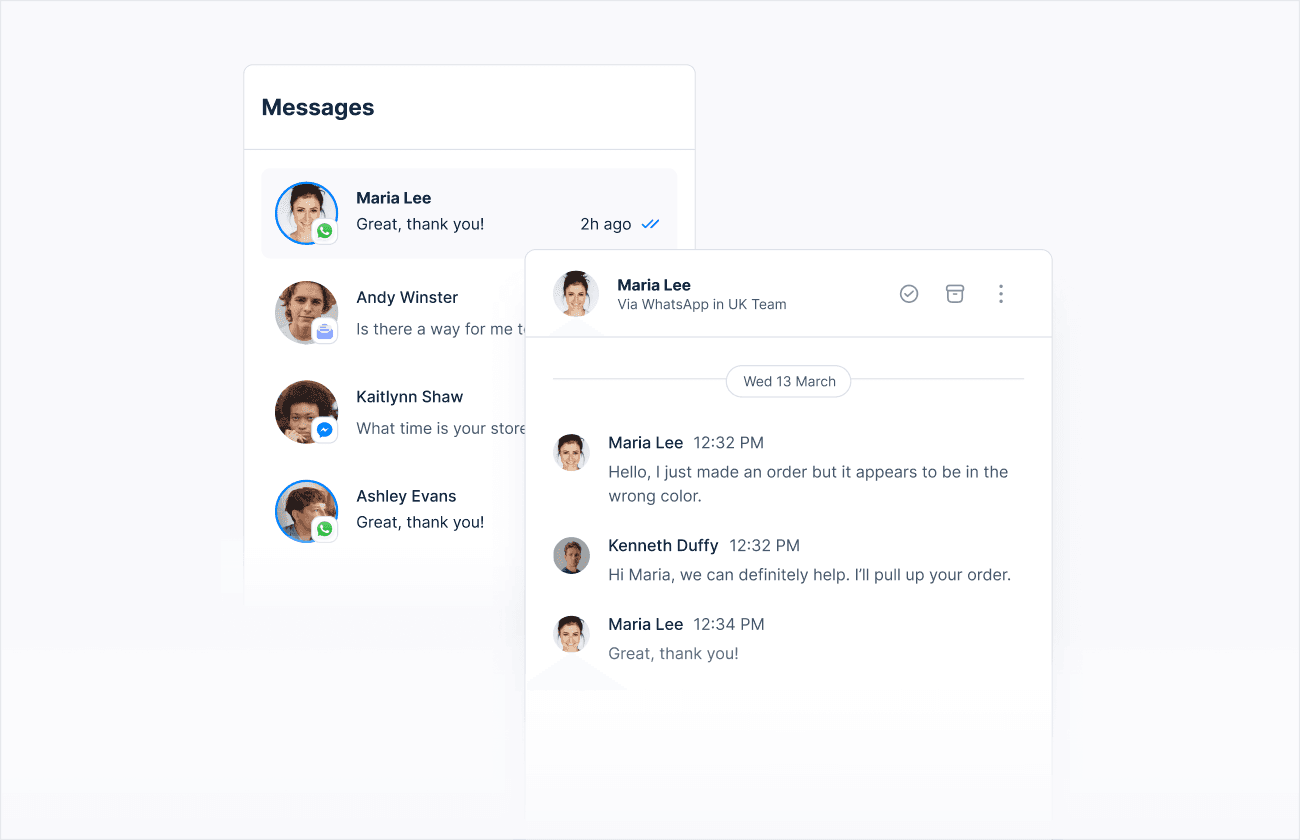 Messages
Maria Lee
Great, thank you!
2h ago
Andy Winster
Is there a way for me
Kaitlynn Shaw
What time is your store
Ashley Evans
Great, thank you!
Maria Lee
Via WhatsApp in UK Team
Wed 13 March
Maria Lee 12:32 PM
Hello, I just made an order but it appears to be in the
wrong color.
Kenneth Duffy 12:32 PM
Hi Maria, we can definitely help. I’ll pull up your order.
Maria Lee 12:34 PM
Great, thank you!